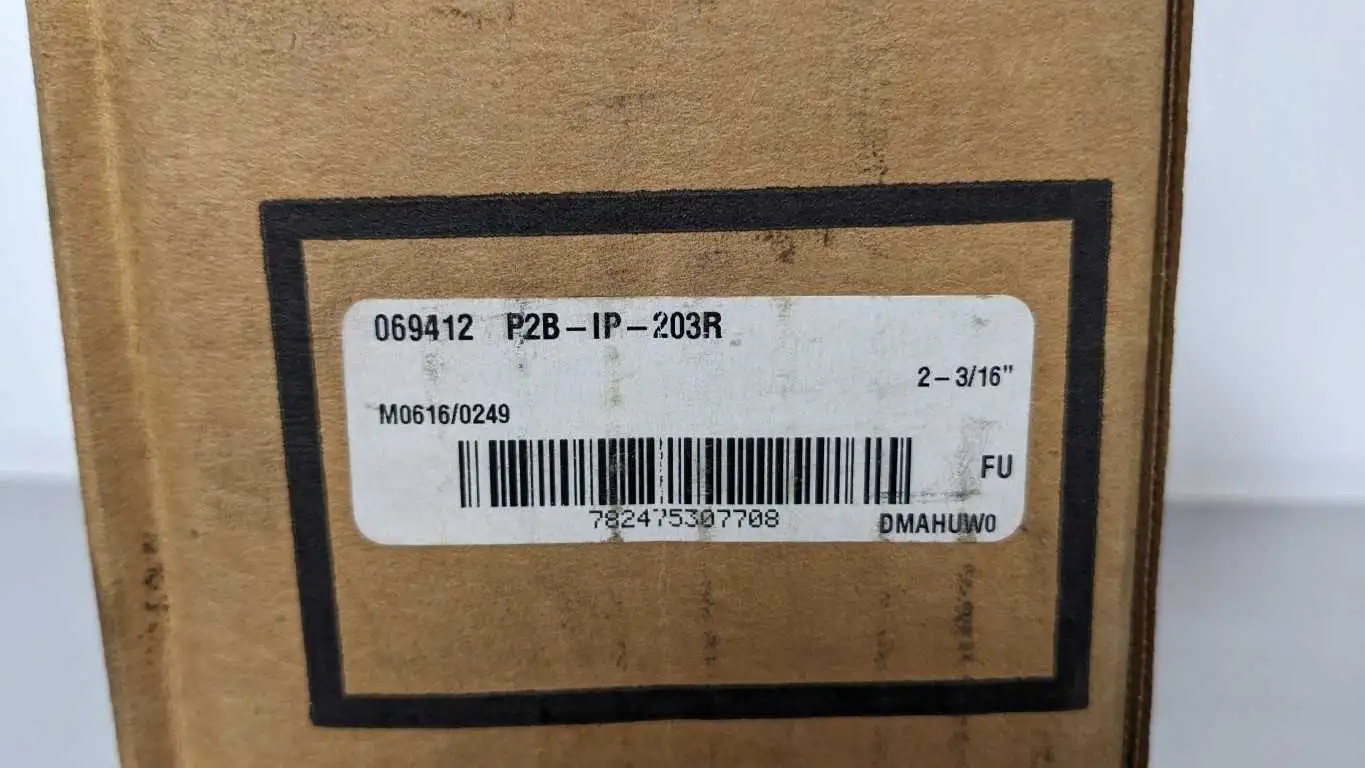 069412 P2B-IP-203R
2-3/16"
M0616/0249
FU
782475307708
DMAHUW0